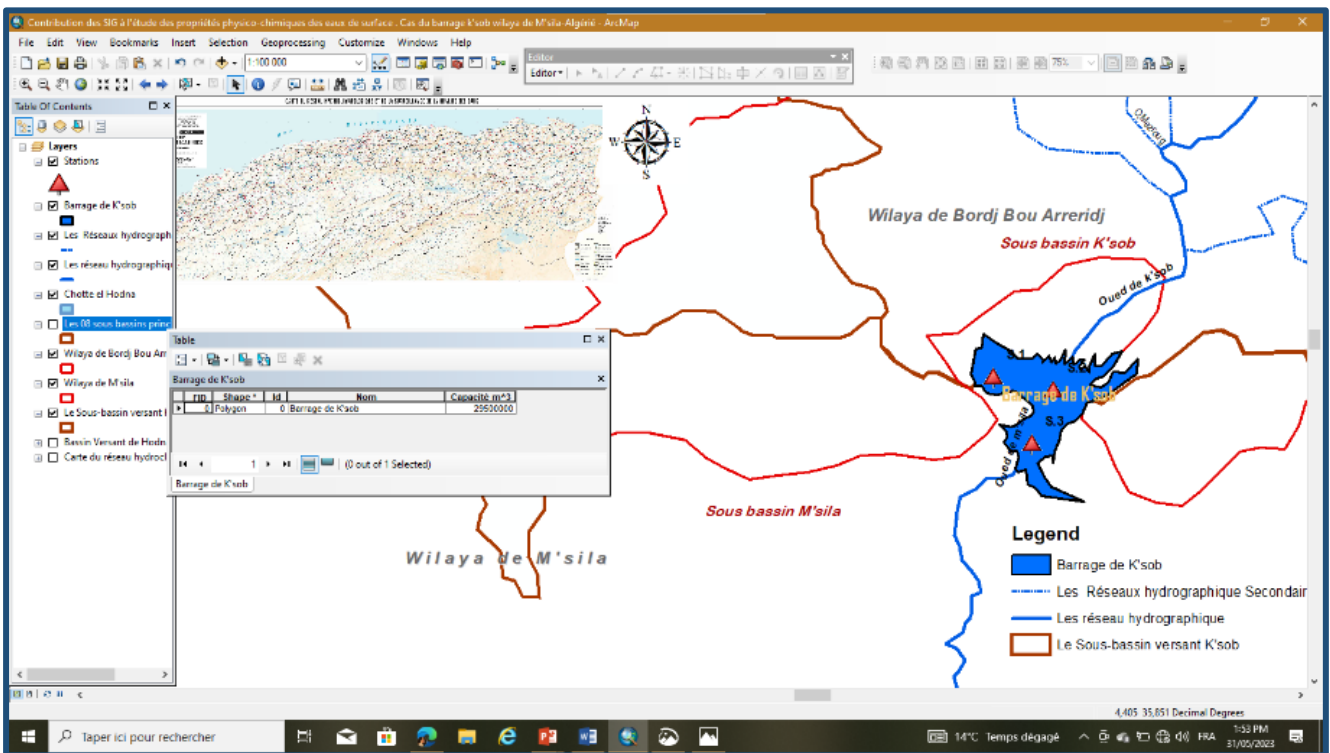 Contribution des SIG à l'étude des propriétés physico-chimiques des eaux de surface . Cas du barrage k'sob wilaya de M'sila-Algérié - ArcMap
File Edit View Bookmarks Insert Selection Geoprocessing Customize Windows Help
1:100 000
Editor
Editor
75%
Table Of Contents
Layers
Stations
Barrage de K'sob
Les Réseaux hydrograph
Les réseau hydrographiqu
Chotte el Hodna
Les 08 sous bassins princ
Wilaya de Bordj Bou Arr
Wilaya de M sila
Le Sous-bassin versant
Bassin Versant de Hodn
Carte du réseau hydrocl
N
W E
S
Wilaya de Bordj Bou Arreridj
Sous bassin K'sob
Oued de k'sob
S.1
S.2
Barrage de K'sob
S.3
Oued de m'sila
Sous bassin M'sila
Wilaya de M'sila
Table
Barrage de K'sob
Shape * Id Nom Capacité m^3
0 Polygon 0 Barrage de K'sob 29500000
1 (0 out of 1 Selected)
Barrage de K'sob
Legend
Barrage de K'sob
Les Réseaux hydrographique Secondair
Les réseau hydrographique
Le Sous-bassin versant K'sob
4,405 35,851 Decimal Degrees
Taper ici pour rechercher
14°C Temps dégagé
FRA
1:53 PM
31/05/2023